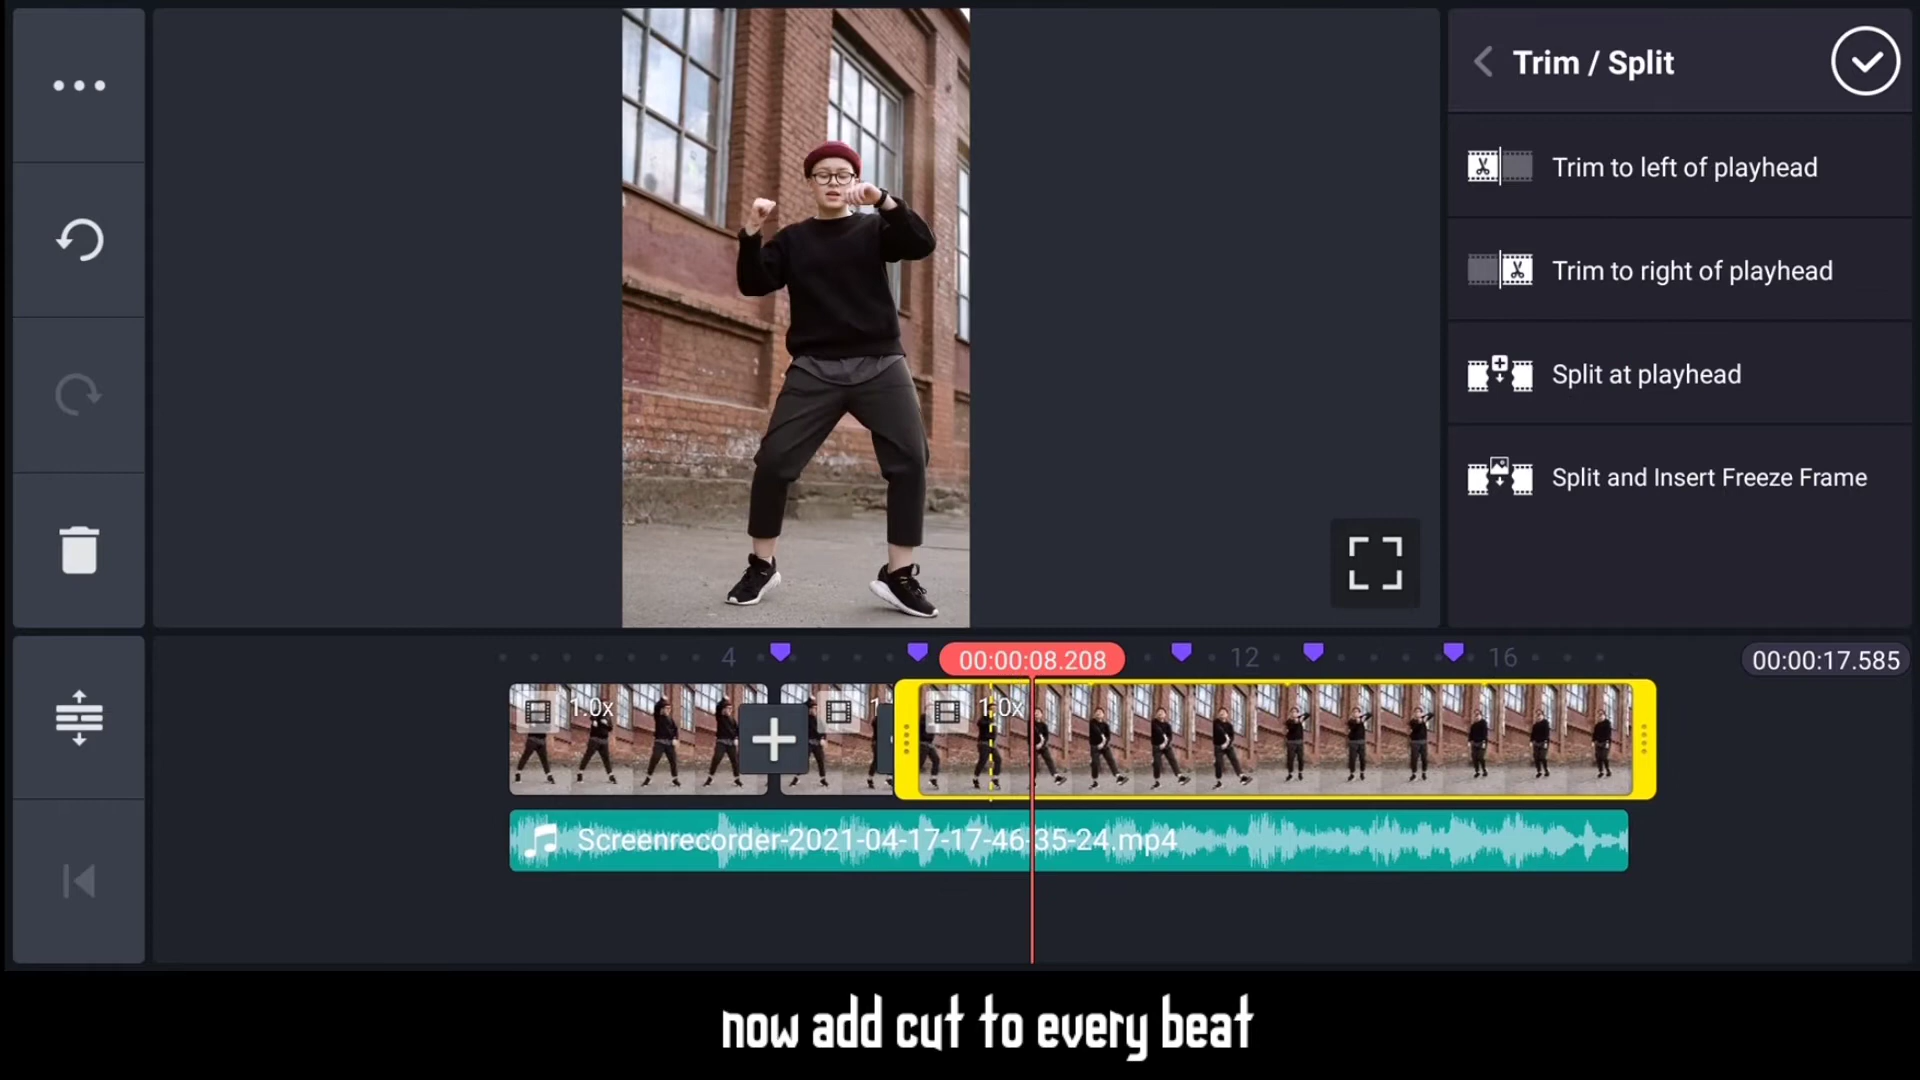 Trim / Split
Trim to left of playhead
Trim to right of playhead
Split at playhead
Split and Insert Freeze Frame
4
00:00:08.208
12
16
00:00:17.585
1.0x
1
1.0x
Screenrecorder-2021-04-17-17-46-35-24.mp4
now add cut to every beat